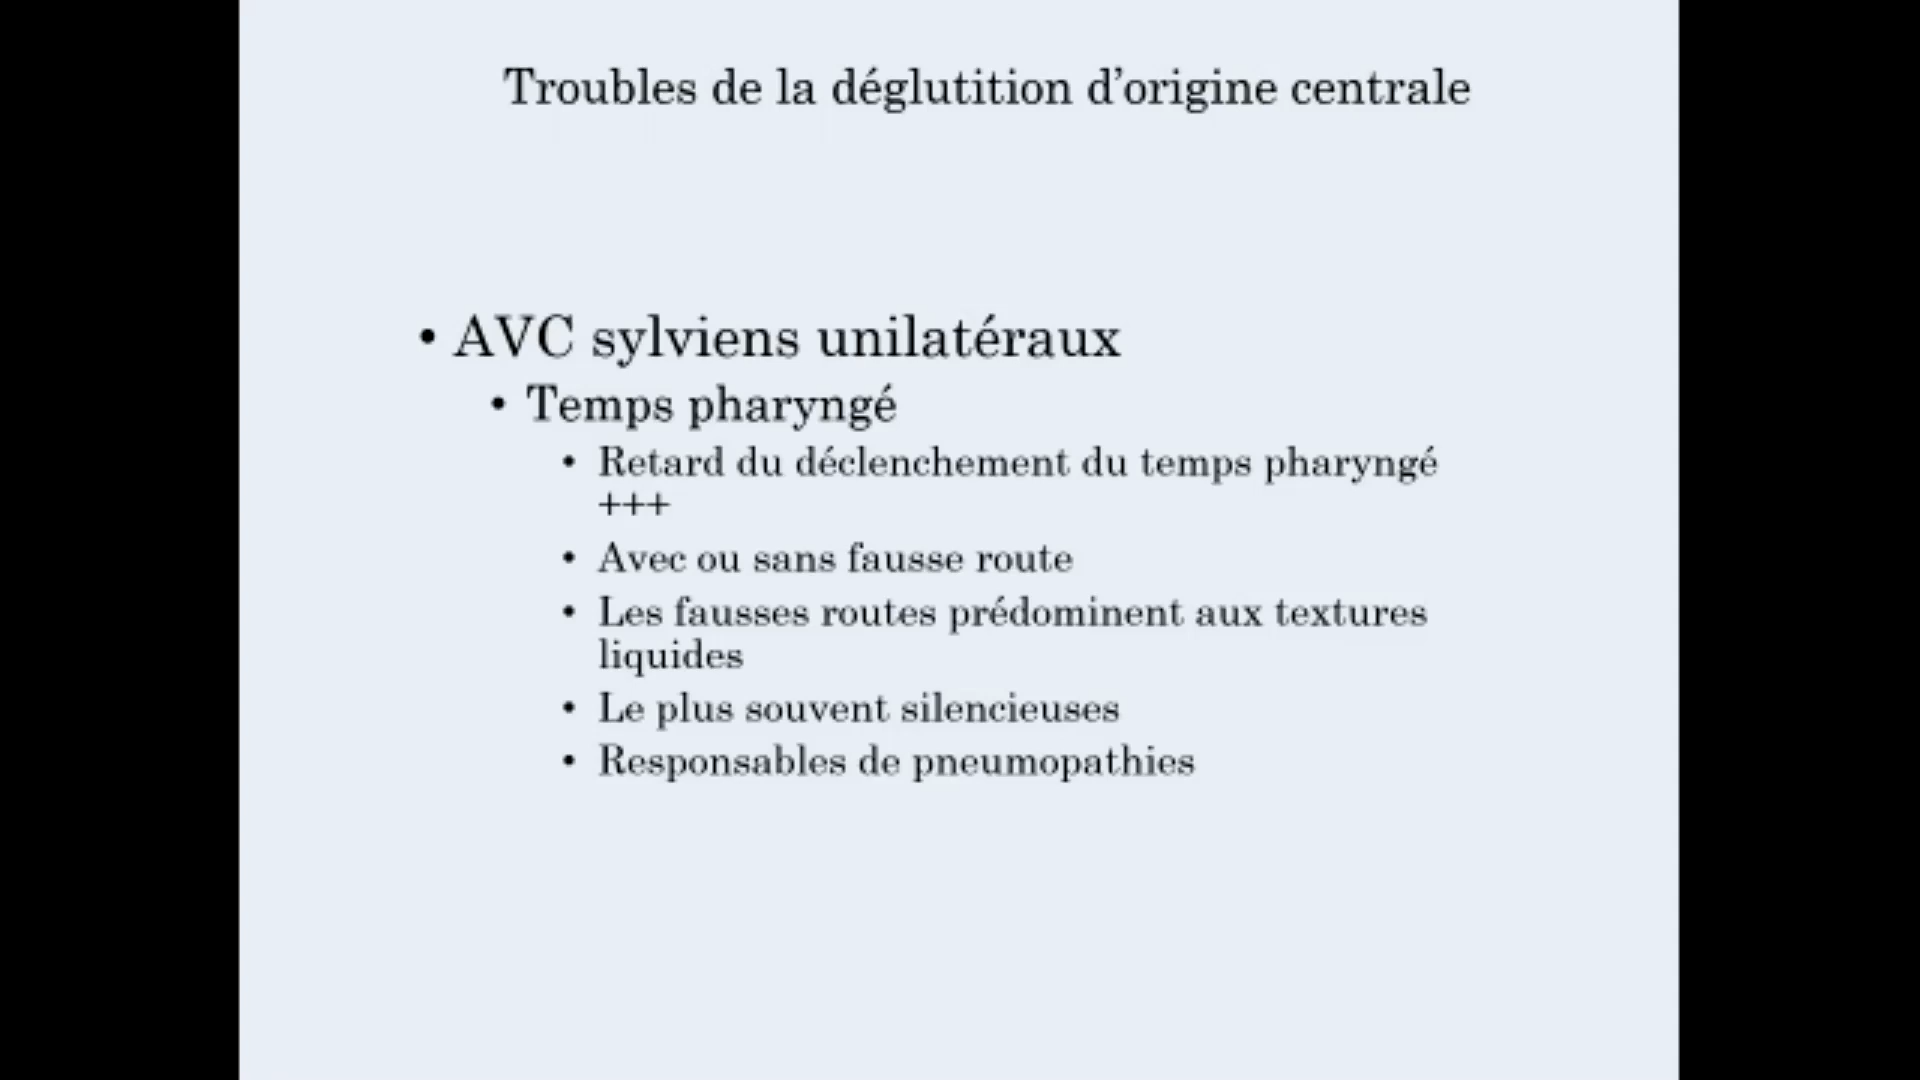 Troubles de la déglutition d’origine centrale
• AVC sylviens unilatéraux
• Temps pharyngé
• Retard du déclenchement du temps pharyngé
+++
• Avec ou sans fausse route
• Les fausses routes prédominent aux textures
liquides
• Le plus souvent silencieuses
• Responsables de pneumopathies